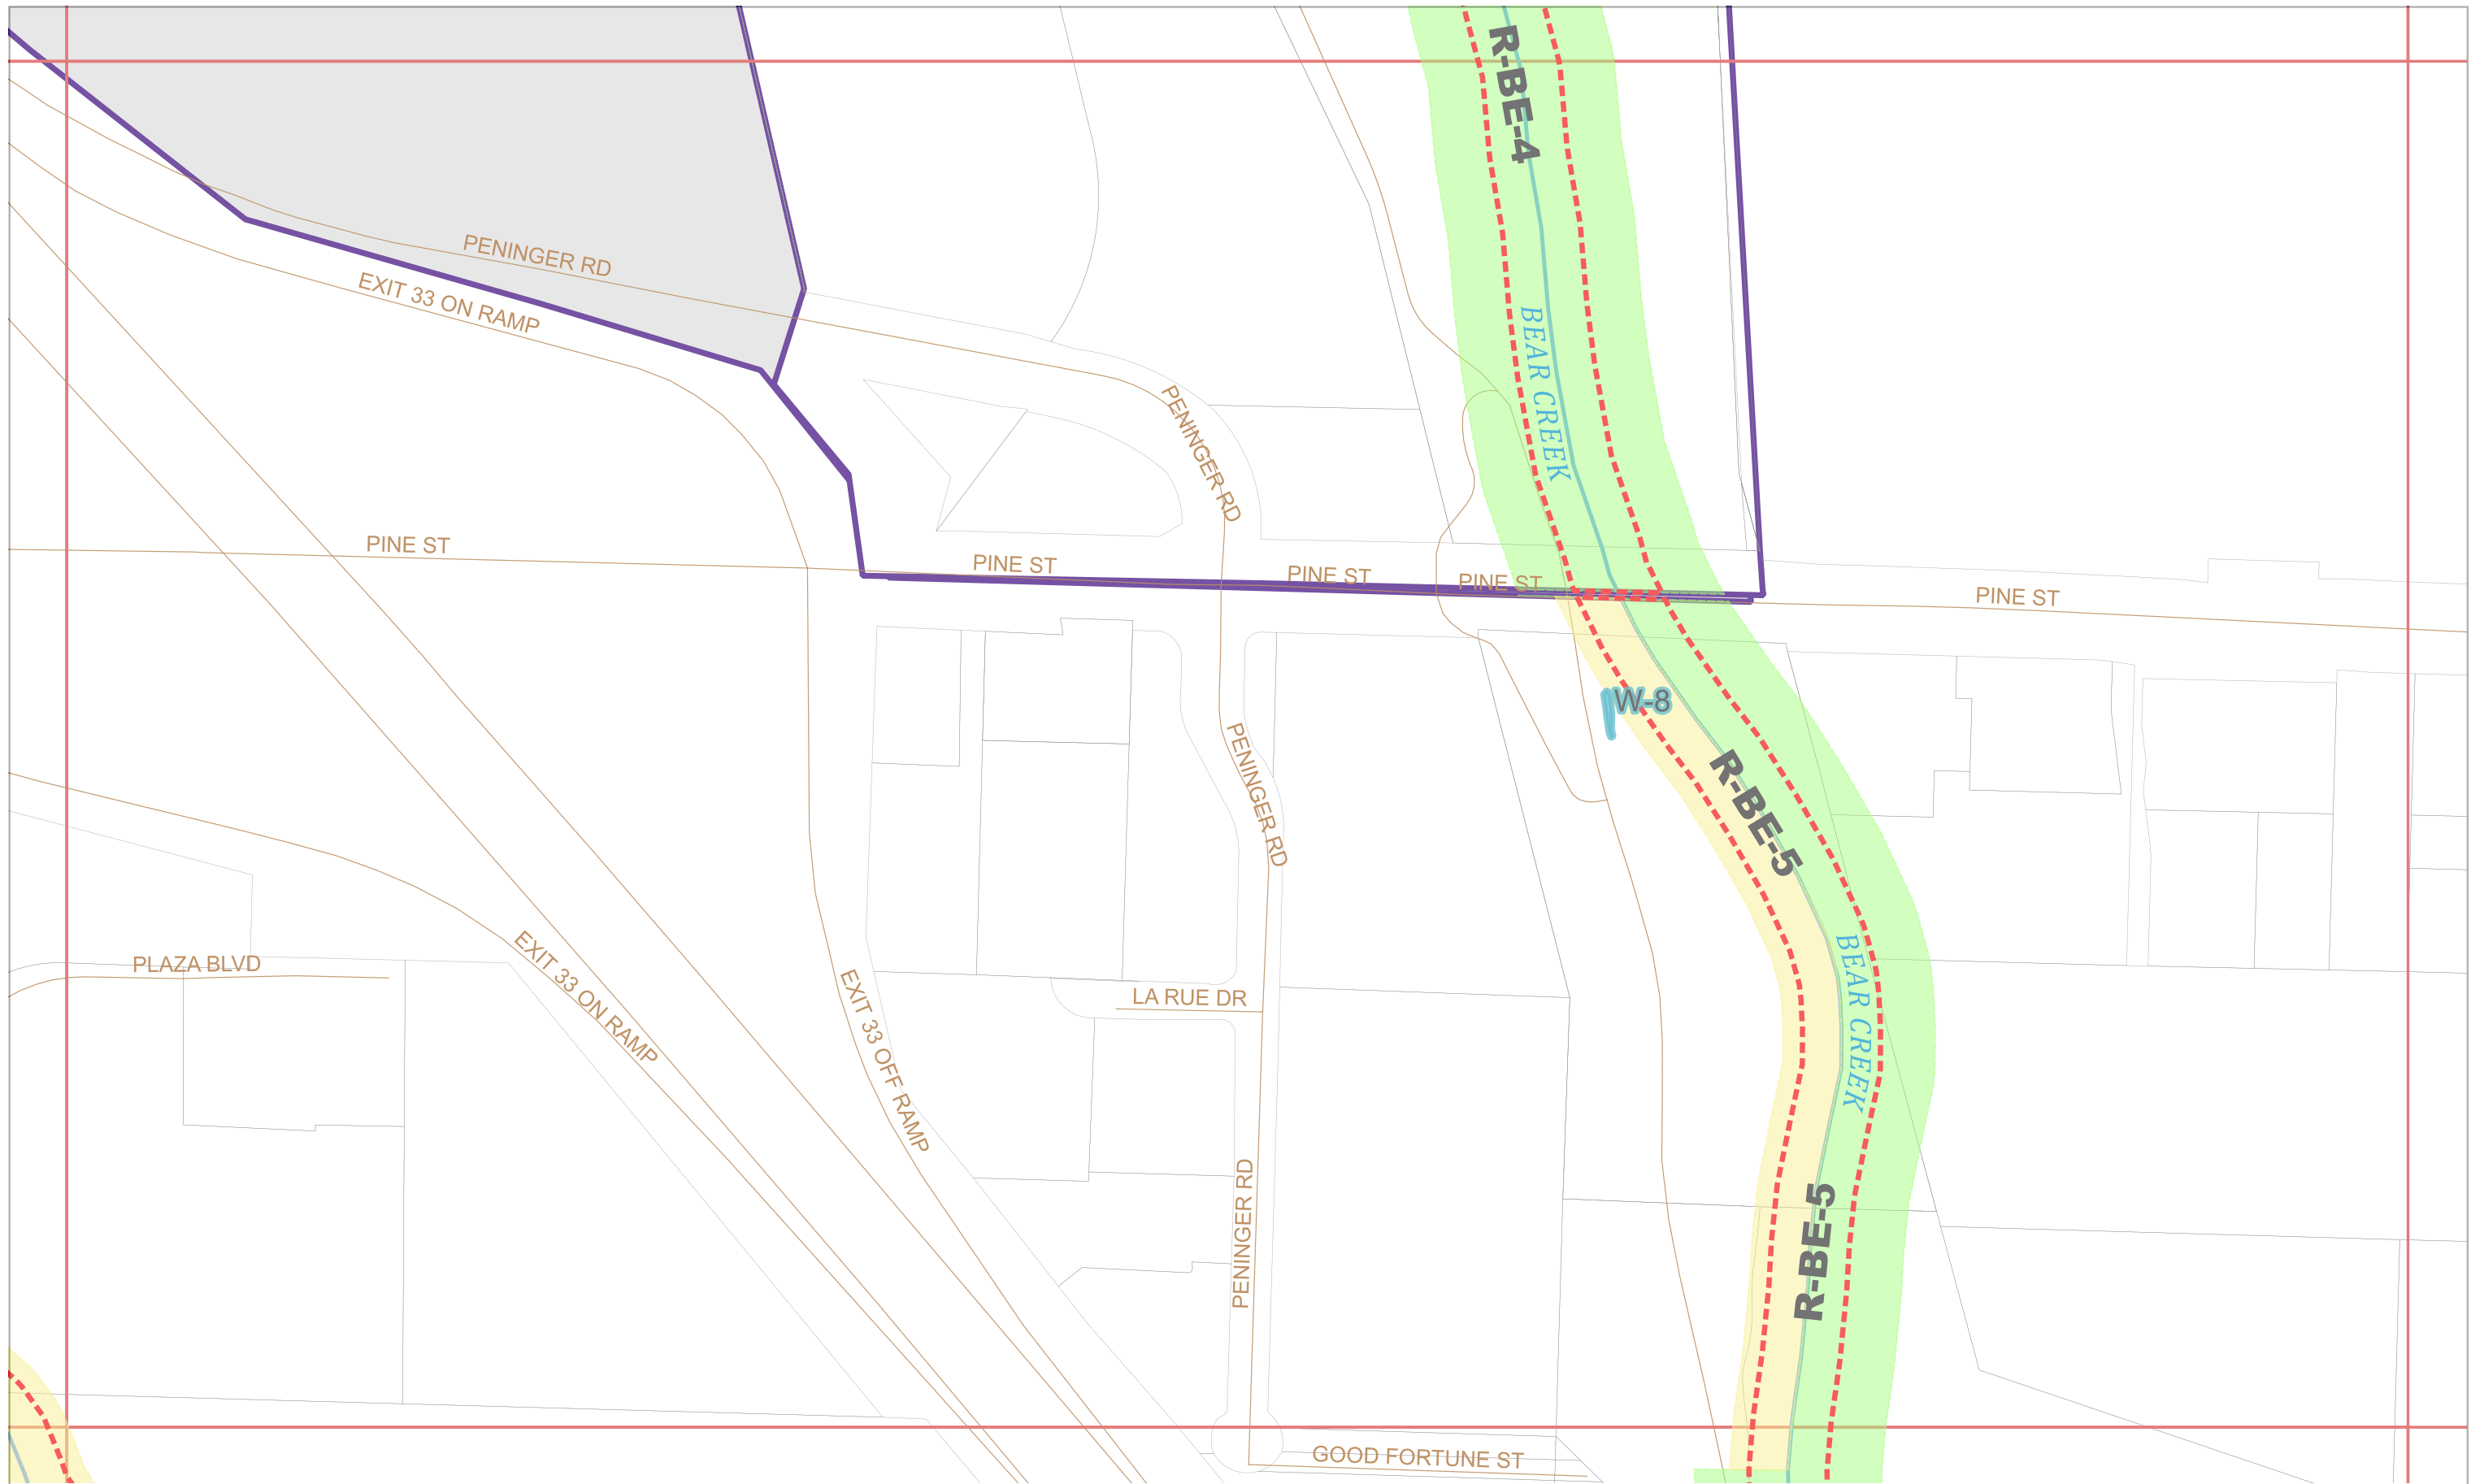 R-BE-4
PENINGER RD
EXIT 33 ON RAMP
BEAR CREEK
PENINGER RD
PINE ST
PINE ST
PINE ST
PINE ST
PINE ST
W-8
PENINGER RD
R-BE-5
PLAZA BLVD
EXIT 33 ON RAMP
LA RUE DR
EXIT 33 OFF RAMP
BEAR CREEK
PENINGER RD
R-BE-5
GOOD FORTUNE ST